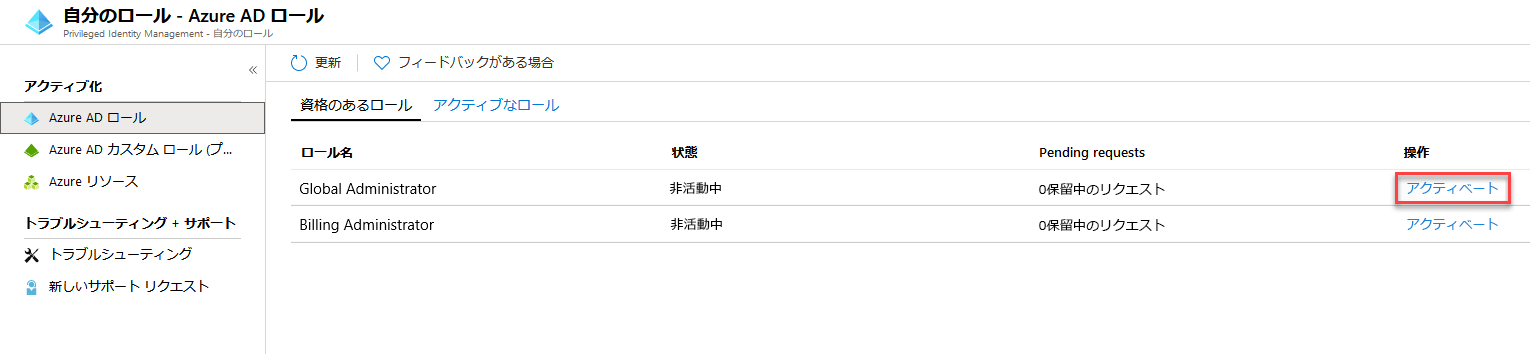 自分のロール - Azure AD ロール
Privileged Identity Management - 自分のロール
«
アクティブ化
Azure AD ロール
Azure AD カスタム ロール (プ...
Azure リソース
トラブルシューティング + サポート
トラブルシューティング
新しいサポート リクエスト
更新 フィードバックがある場合
資格のあるロール アクティブなロール
ロール名 状態 Pending requests 操作
Global Administrator 非活動中 0保留中のリクエスト アクティベート
Billing Administrator 非活動中 0保留中のリクエスト アクティベート